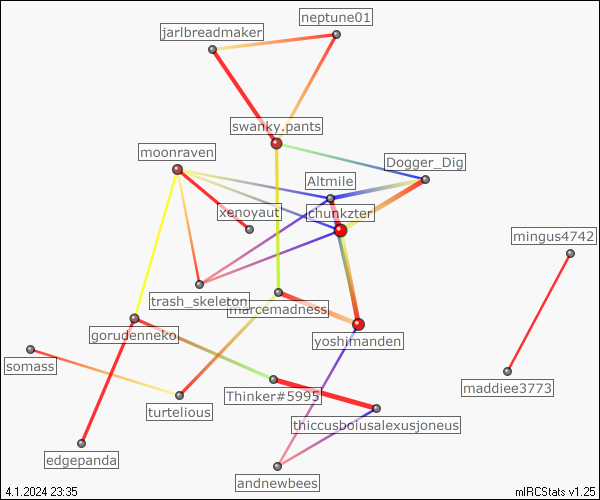 neptune01
jarlbreadmaker
swanky.pants
moonraven
Dogger_Dig
Altmile
xenoyaut
chunkzter
mingus4742
trash_skeleton
marcemadness
gorudenneko
yoshimanden
somass
maddiee3773
Thinker#5995
turtelious
thiccusboiusalexusjoneus
edgepanda
andnewbees
4.1.2024 23:35
mIRCStats v1.25